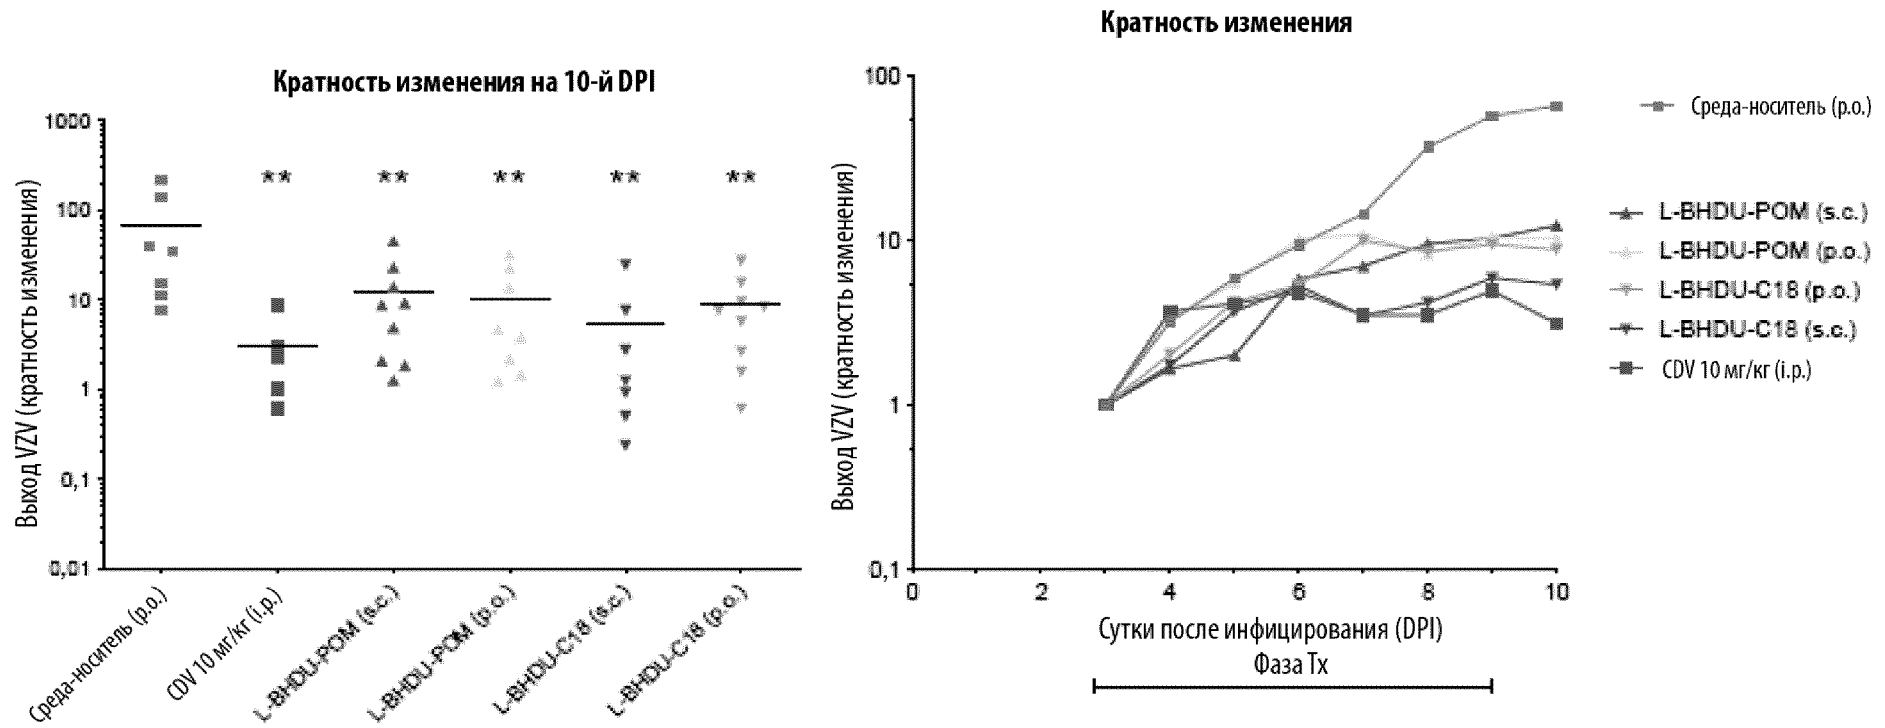 Кратность изменения на 10-й DPI
Выход VZV (кратность изменения)
1000
100
10
1
0,1
0,01
** ** ** ** **
Среда-носитель (p.o.)
CDV 10 мг/кг (i.p.)
L-BHDU-POM (s.c.)
L-BHDU-POM (p.o.)
L-BHDU-C18 (s.c.)
L-BHDU-C18 (p.o.)
Кратность изменения
Выход VZV (кратность изменения)
100
10
1
0,1
0 2 4 6 8 10
Сутки после инфицирования (DPI)
Фаза Tx
Среда-носитель (p.o.)
L-BHDU-POM (s.c.)
L-BHDU-POM (p.o.)
L-BHDU-C18 (p.o.)
L-BHDU-C18 (s.c.)
CDV 10 мг/кг (i.p.)